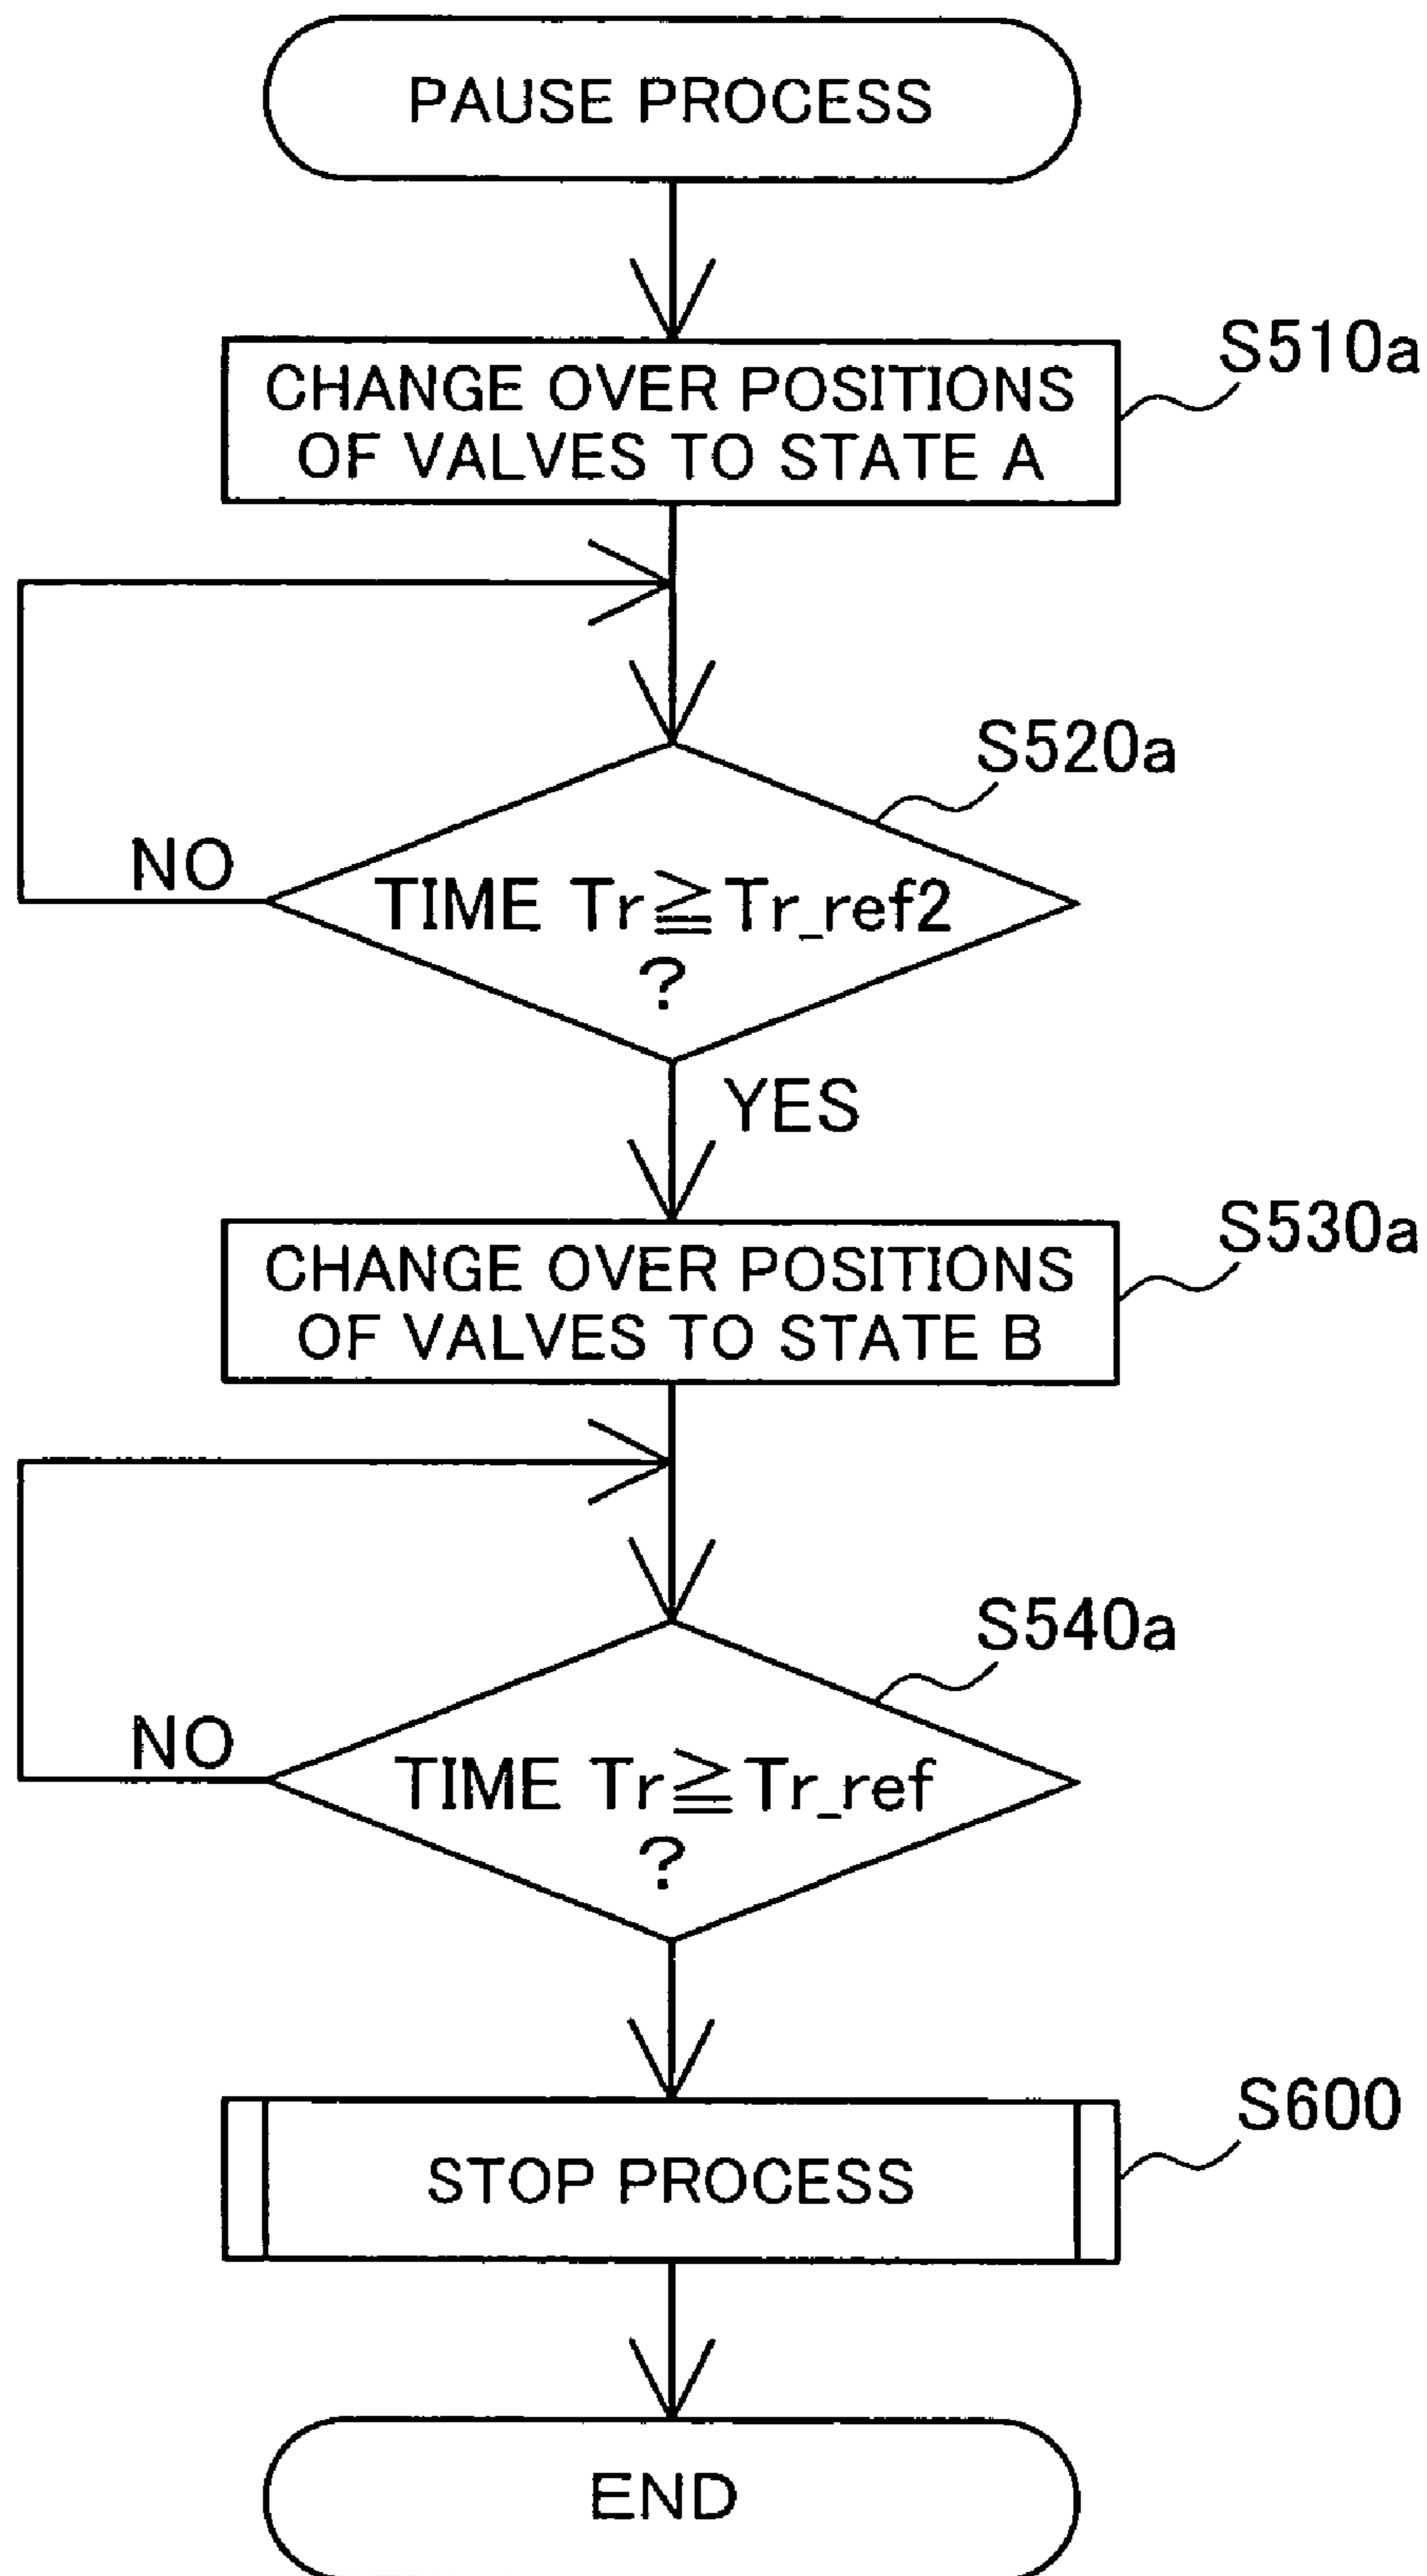 PAUSE PROCESS
S510a
CHANGE OVER POSITIONS
OF VALVES TO STATE A
S520a
NO
TIME Tr≧Tr_ref2
?
YES
S530a
CHANGE OVER POSITIONS
OF VALVES TO STATE B
S540a
NO
TIME Tr≧Tr_ref
?
S600
STOP PROCESS
END